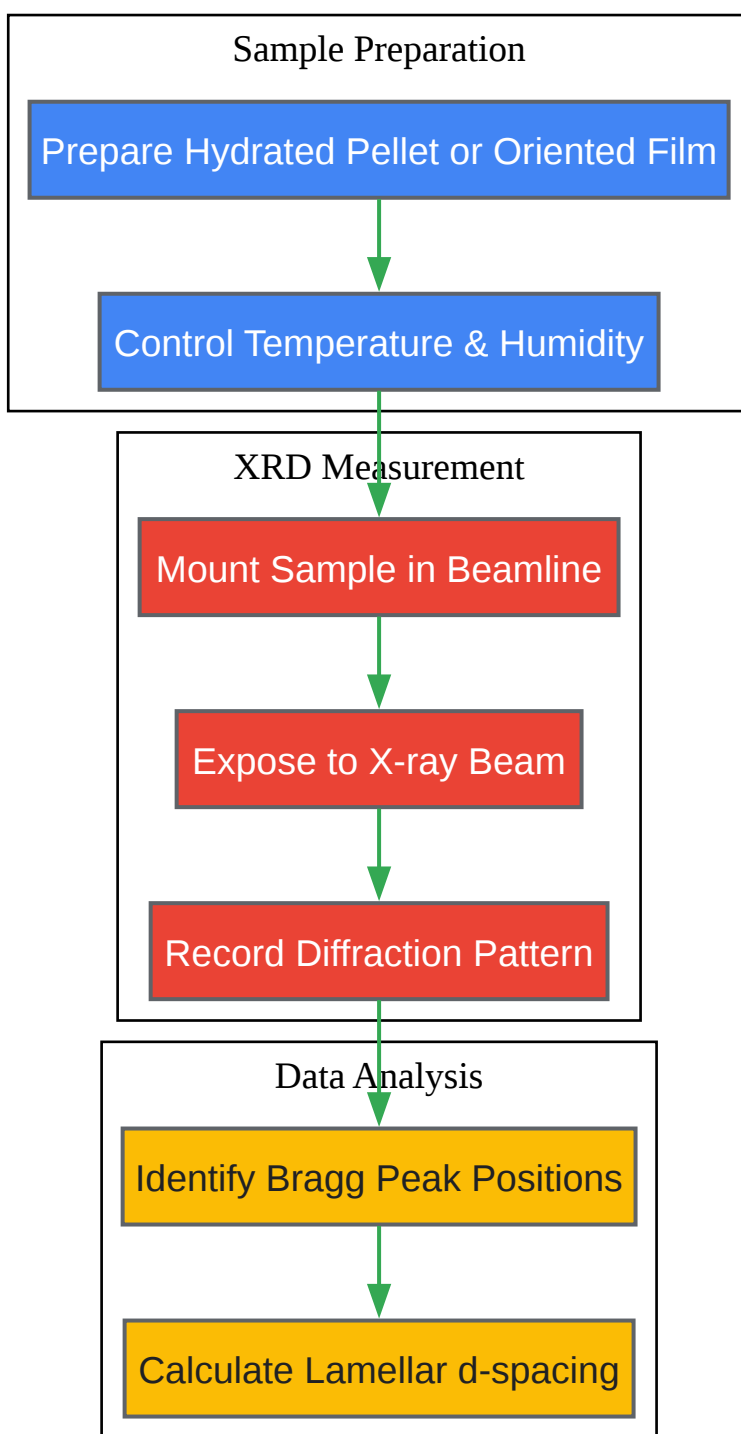 Sample Preparation
Prepare Hydrated Pellet or Oriented Film
Control Temperature & Humidity
XRD Measurement
Mount Sample in Beamline
Expose to X-ray Beam
Record Diffraction Pattern
Data Analysis
Identify Bragg Peak Positions
Calculate Lamellar d-spacing